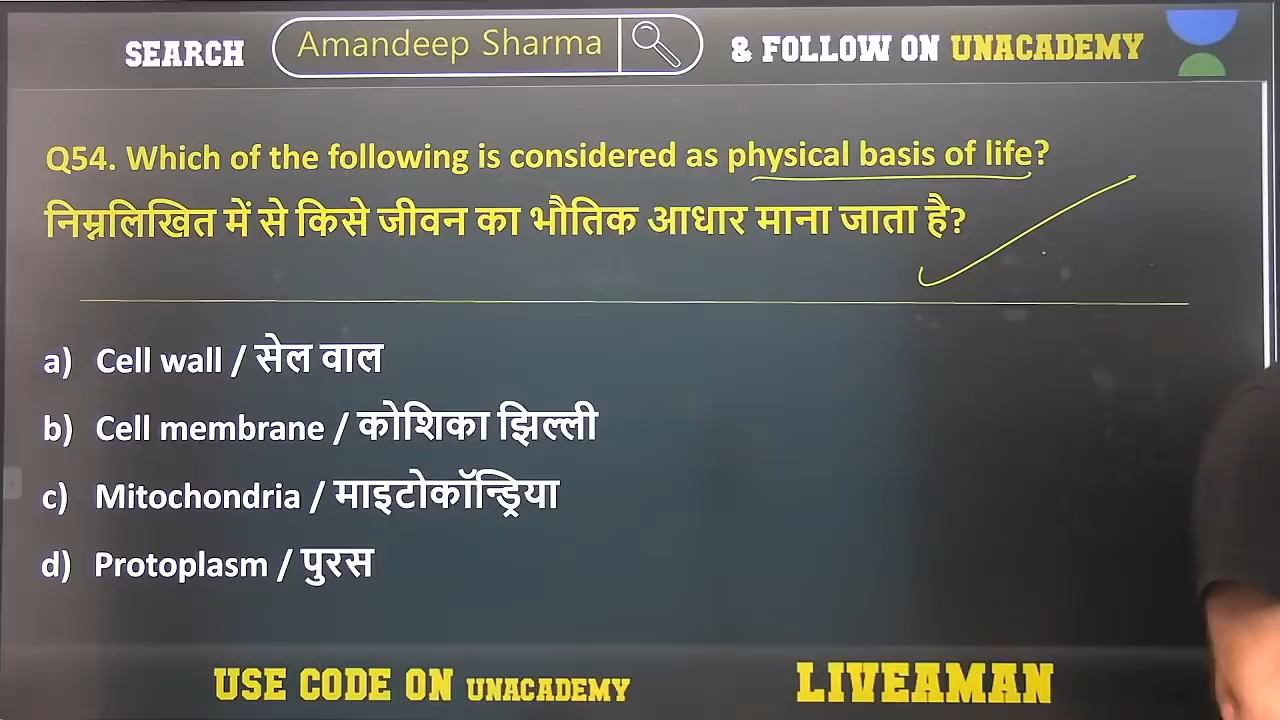 SEARCH Amandeep Sharma & FOLLOW ON UNACADEMY
Q54. Which of the following is considered as physical basis of life?
निम्नलिखित में से किसे जीवन का भौतिक आधार माना जाता है?
a) Cell wall / सेल वाल
b) Cell membrane / कोशिका झिल्ली
c) Mitochondria / माइटोकॉन्ड्रिया
d) Protoplasm / पुरस
USE CODE ON UNACADEMY LIVEAMAN